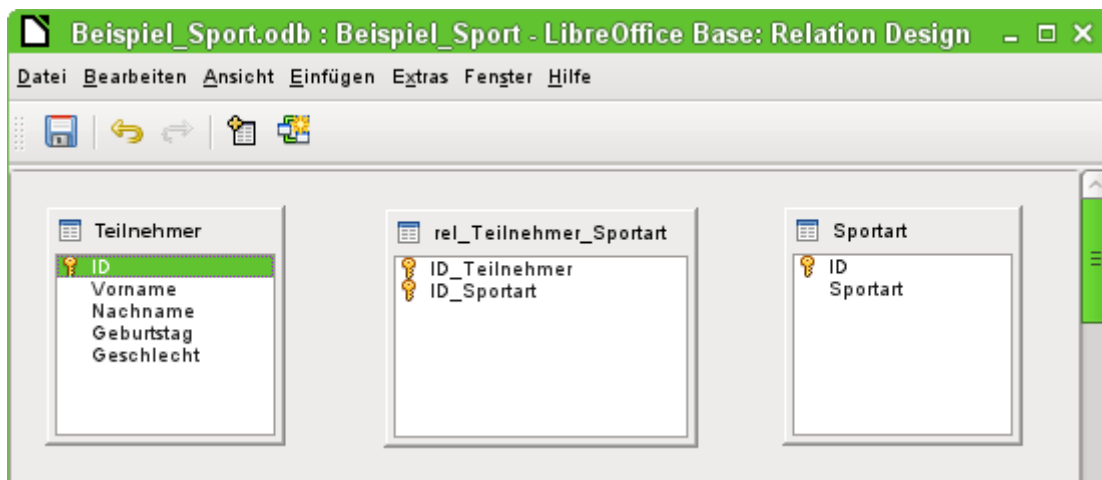 Beispiel_Sport.odb : Beispiel_Sport - LibreOffice Base: Relation Design
Datei Bearbeiten Ansicht Einfügen Extras Fenster Hilfe
Teilnehmer
ID
Vorname
Nachname
Geburtstag
Geschlecht
rel_Teilnehmer_Sportart
ID_Teilnehmer
ID_Sportart
Sportart
ID
Sportart